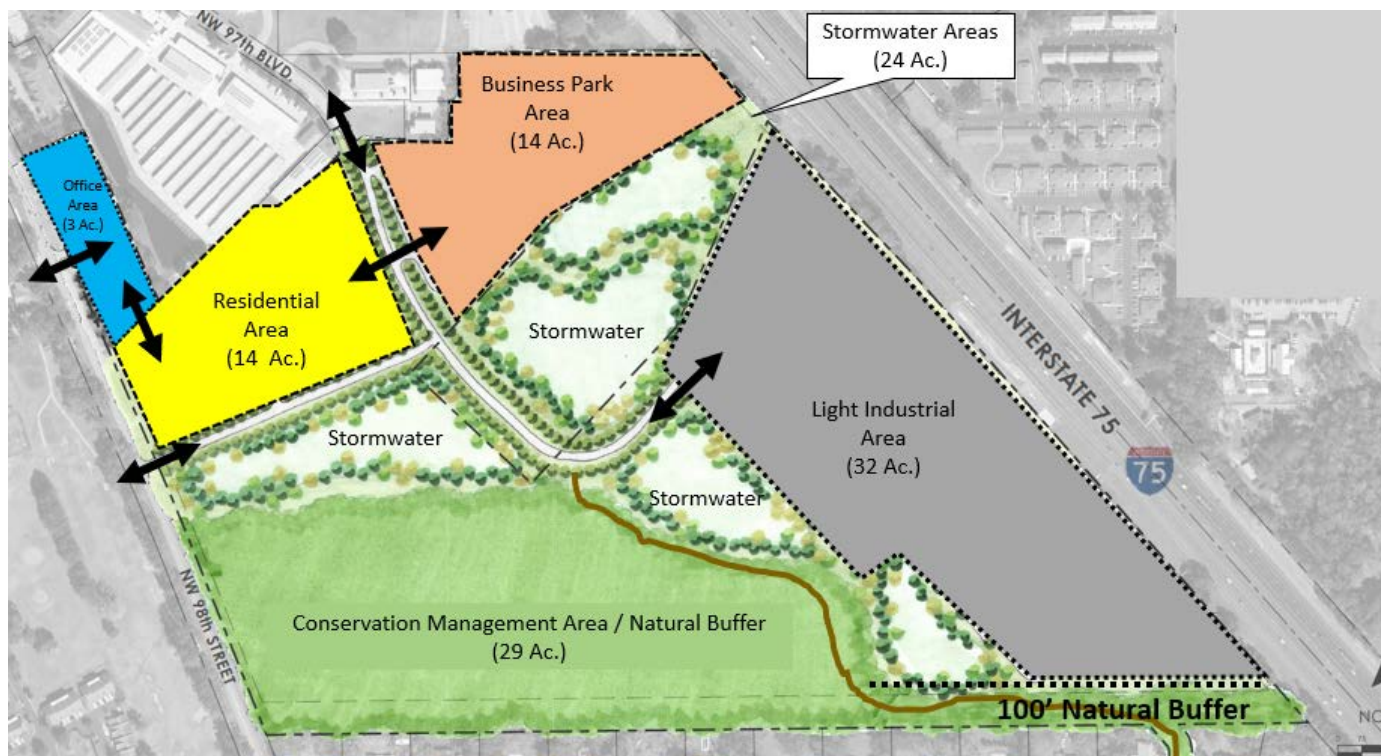 NW 97th BLVD.
Stormwater Areas
(24 Ac.)
Business Park
Area
(14 Ac.)
Office
Area
(3 Ac.)
Residential
Area
(14 Ac.)
Stormwater
INTERSTATE 75
75
Light Industrial
Area
(32 Ac.)
Stormwater
Stormwater
NW 98th STREET
Conservation Management Area / Natural Buffer
(29 Ac.)
100' Natural Buffer